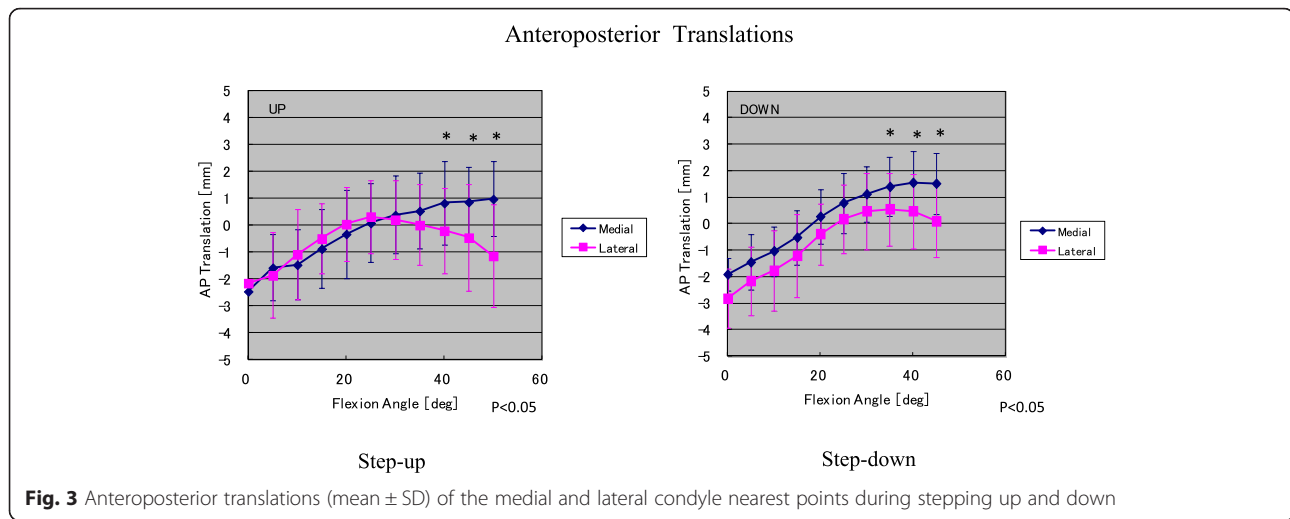 Anteroposterior Translations
UP
* * *
5
4
3
2
1
0
-1
-2
-3
-4
-5
AP Translation [mm]
0 20 40 60
Flexion Angle [deg]
P<0.05
Medial
Lateral
Step-up
DOWN
* * *
5
4
3
2
1
0
-1
-2
-3
-4
-5
AP Translation [mm]
0 20 40 60
Flexion Angle [deg]
P<0.05
Medial
Lateral
Step-down
Fig. 3 Anteroposterior translations (mean ± SD) of the medial and lateral condyle nearest points during stepping up and down